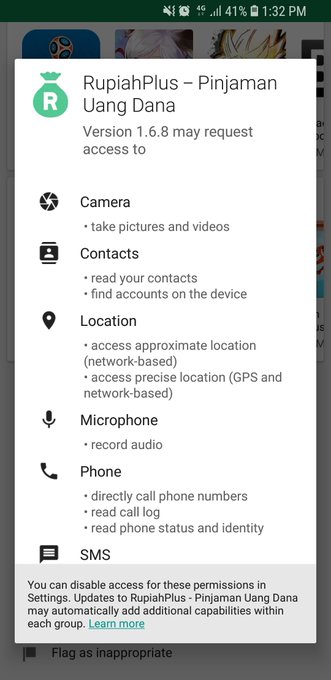 4G 41% 1:32 PM
R
RupiahPlus – Pinjaman
Uang Dana
Version 1.6.8 may request
access to
Camera
• take pictures and videos
Contacts
• read your contacts
• find accounts on the device
Location
• access approximate location
(network-based)
• access precise location (GPS and
network-based)
Microphone
• record audio
Phone
• directly call phone numbers
• read call log
• read phone status and identity
SMS
You can disable access for these permissions in
Settings. Updates to RupiahPlus - Pinjaman Uang Dana
may automatically add additional capabilities within
each group. Learn more
Flag as inappropriate